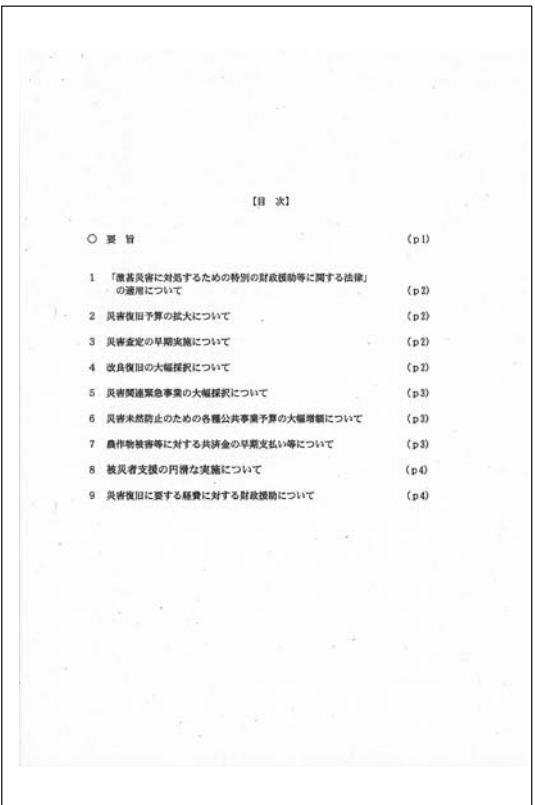 【目 次】
○ 要 旨 (p1)
1 「激甚災害に対処するための特別の財政援助等に関する法律」
の適用について (p2)
2 災害復旧予算の拡大について (p2)
3 災害査定の早期実施について (p2)
4 改良復旧の大幅採択について (p2)
5 災害関連緊急事業の大幅採択について (p3)
6 災害未然防止のための各種公共事業予算の大幅増額について (p3)
7 農作物被害等に対する共済金の早期支払い等について (p3)
8 被災者支援の円滑な実施について (p4)
9 災害復旧に要する経費に対する財政援助について (p4)